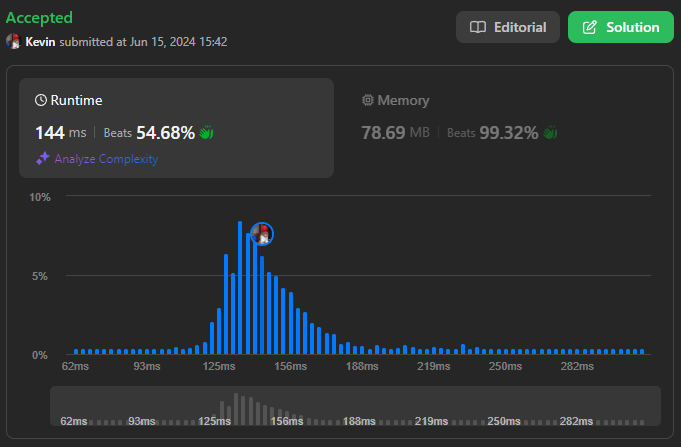 Accepted
Editorial
Solution
Kevin submitted at Jun 15, 2024 15:42
Runtime
Memory
144 ms | Beats 54.68%
78.69 MB | Beats 99.32%
Analyze Complexity
10%
5%
0%
62ms 93ms 125ms 156ms 188ms 219ms 250ms 282ms
62ms 93ms 125ms 156ms 188ms 219ms 250ms 282ms